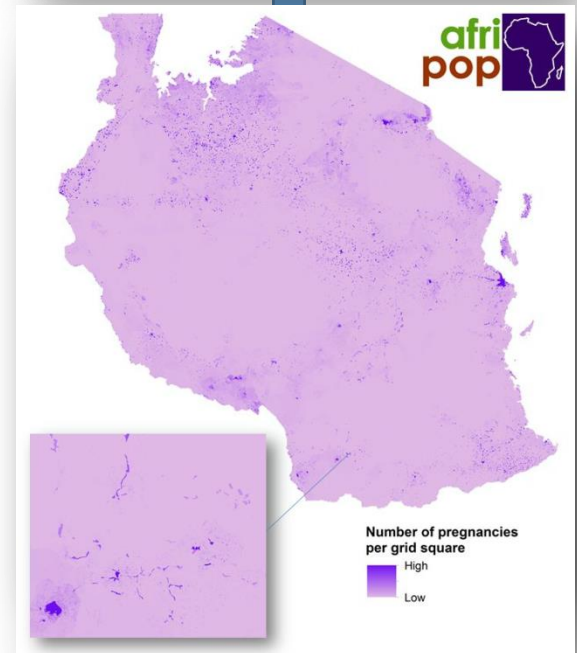 afri
pop
Number of pregnancies
per grid square
High
Low